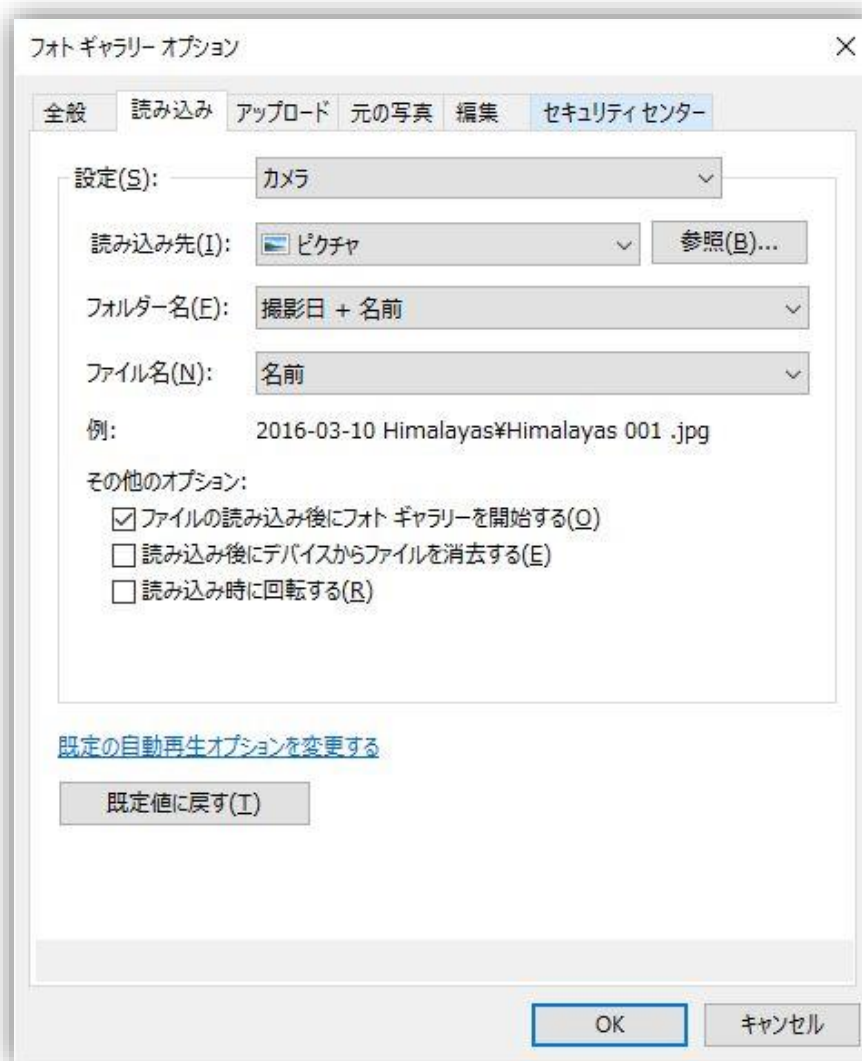 フォト ギャラリー オプション
全般 読み込み アップロード 元の写真 編集 セキュリティ センター
設定(S): カメラ
読み込み先(I): ピクチャ 参照(B)...
フォルダー名(F): 撮影日 + 名前
ファイル名(N): 名前
例: 2016-03-10 Himalayas¥Himalayas 001 .jpg
その他のオプション:
ファイルの読み込み後にフォト ギャラリーを開始する(O)
読み込み後にデバイスからファイルを消去する(E)
読み込み時に回転する(R)
既定の自動再生オプションを変更する
既定値に戻す(T)
OK キャンセル